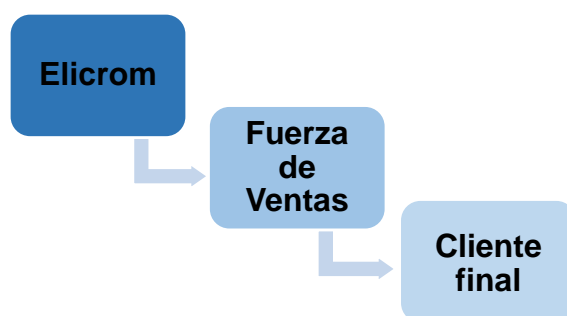 Elicrom
Fuerza
de
Ventas
Cliente
final